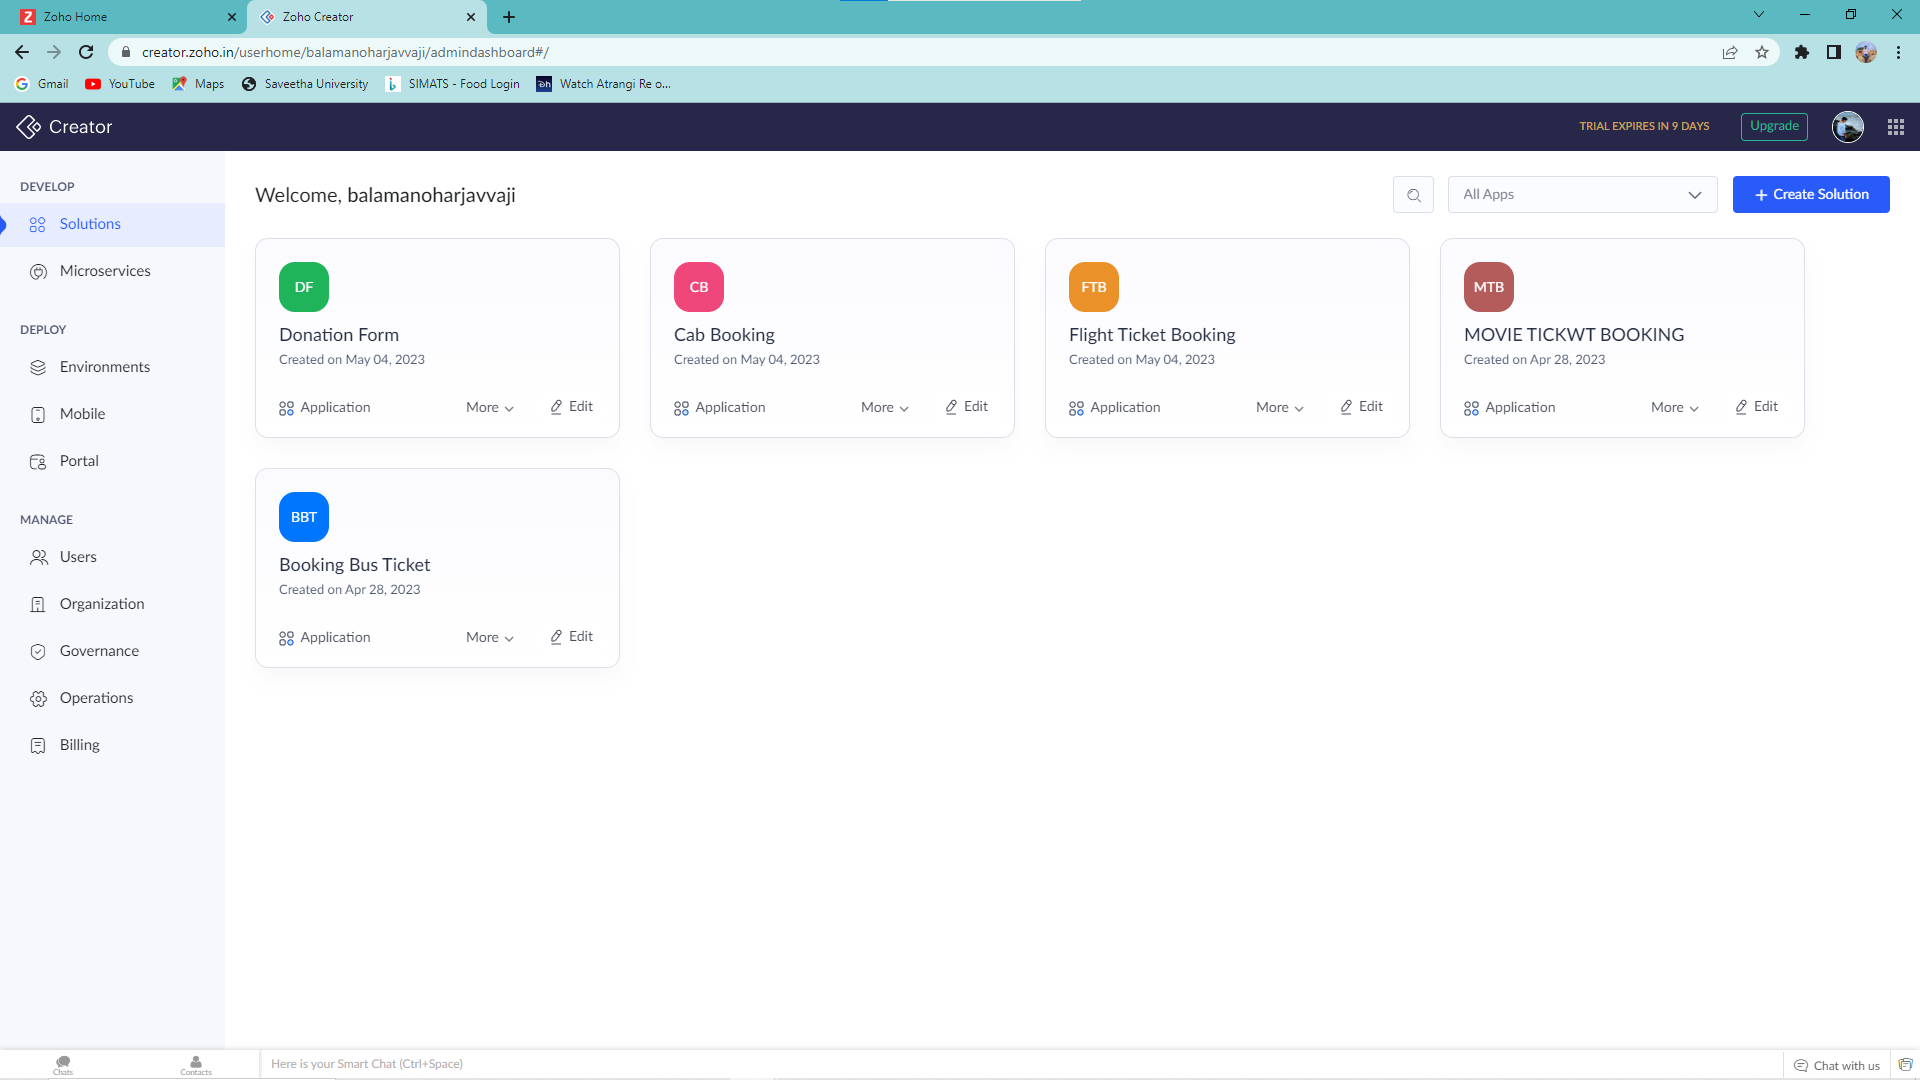 Zoho Home
Zoho Creator
creator.zoho.in/userhome/balamanoharjavvaji/admindashboard#/
Gmail
YouTube
Maps
Saveetha University
SIMATS - Food Login
Watch Atrangi Re o...
Creator
TRIAL EXPIRES IN 9 DAYS
Upgrade
DEVELOP
Solutions
Microservices
DEPLOY
Environments
Mobile
Portal
MANAGE
Users
Organization
Governance
Operations
Billing
Welcome, balamanoharjavvaji
All Apps
+ Create Solution
DF
Donation Form
Created on May 04, 2023
Application
More
Edit
CB
Cab Booking
Created on May 04, 2023
Application
More
Edit
FTB
Flight Ticket Booking
Created on May 04, 2023
Application
More
Edit
MTB
MOVIE TICKWT BOOKING
Created on Apr 28, 2023
Application
More
Edit
BBT
Booking Bus Ticket
Created on Apr 28, 2023
Application
More
Edit
Chats
Contacts
Here is your Smart Chat (Ctrl+Space)
Chat with us